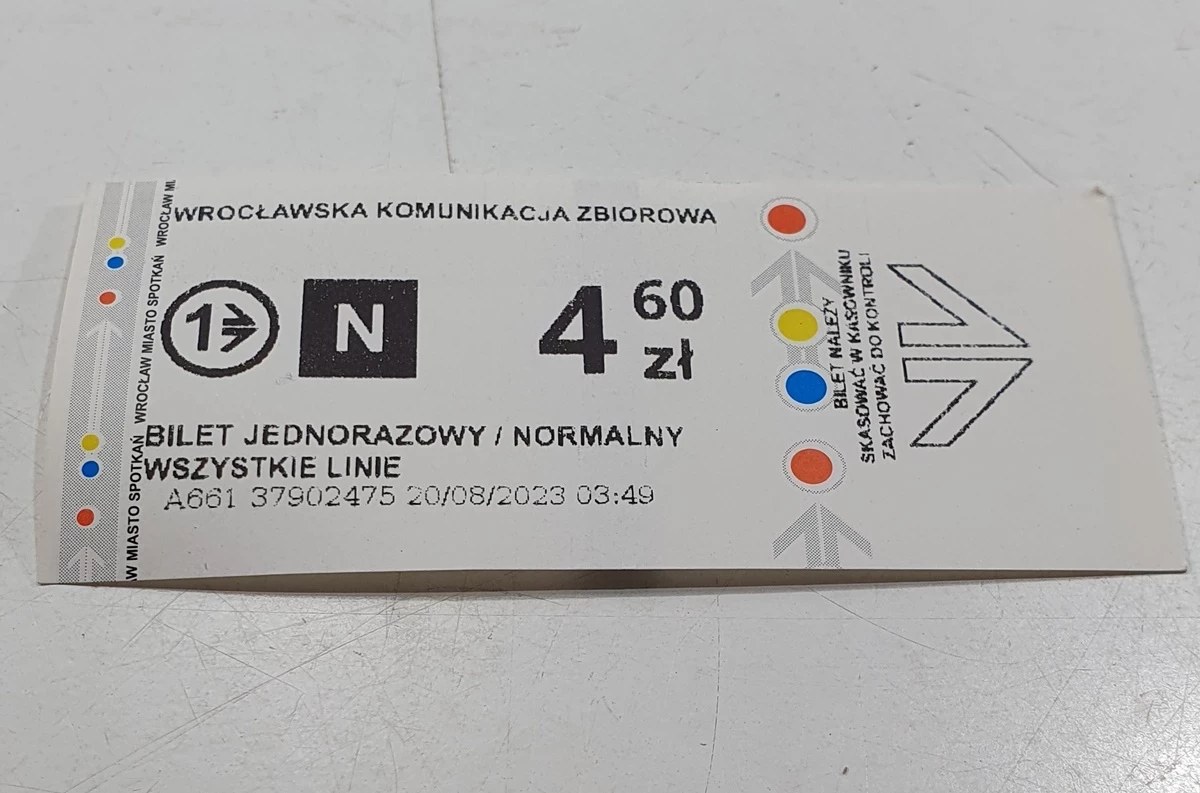 WROCŁAWSKA KOMUNIKACJA ZBIOROWA
1
N
4 60 zł
BILET JEDNORAZOWY / NORMALNY
WSZYSTKIE LINIE
A661 37902475 20/08/2023 03:49
BILET NALEŻY
SKASOWAĆ W KASOWNIKU
ZACHOWAĆ DO KONTROLI
W MIASTO SPOTKAŃ WROCŁAW MIASTO SPOTKAŃ WROCŁAW MI